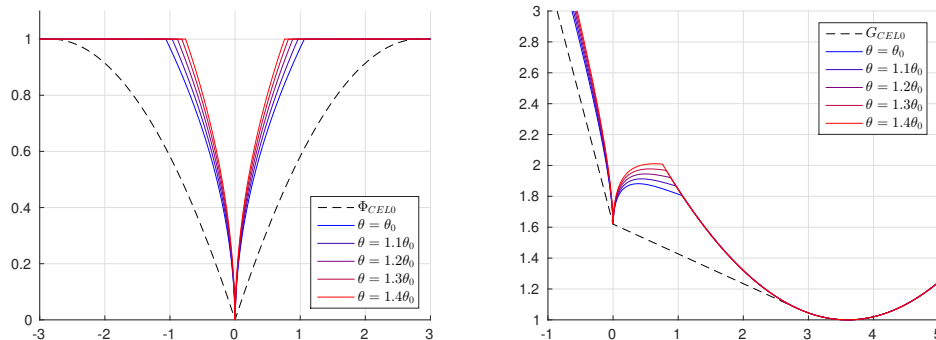 1
0.8
0.6
0.4
0.2
0
-3
-2
-1
0
1
2
3
Φ_{CEL0}
θ = θ_0
θ = 1.1θ_0
θ = 1.2θ_0
θ = 1.3θ_0
θ = 1.4θ_0
3
2.8
2.6
2.4
2.2
2
1.8
1.6
1.4
1.2
1
-1
0
1
2
3
4
5
G_{CEL0}
θ = θ_0
θ = 1.1θ_0
θ = 1.2θ_0
θ = 1.3θ_0
θ = 1.4θ_0